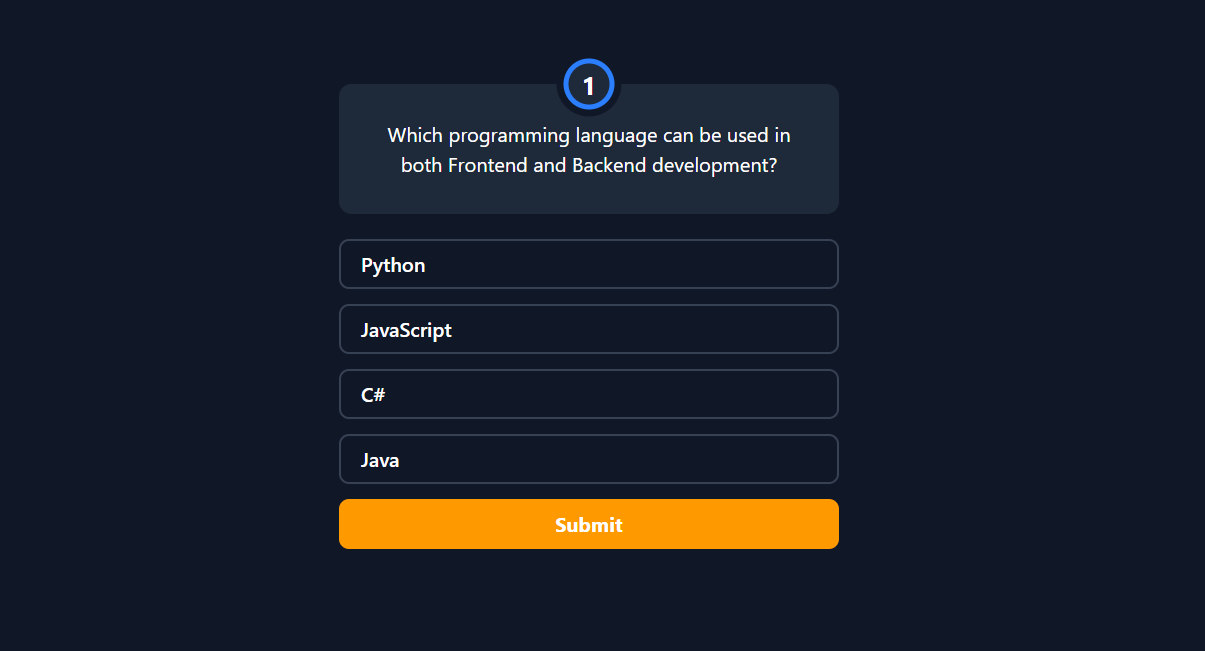 1
Which programming language can be used in
both Frontend and Backend development?
Python
JavaScript
C#
Java
Submit